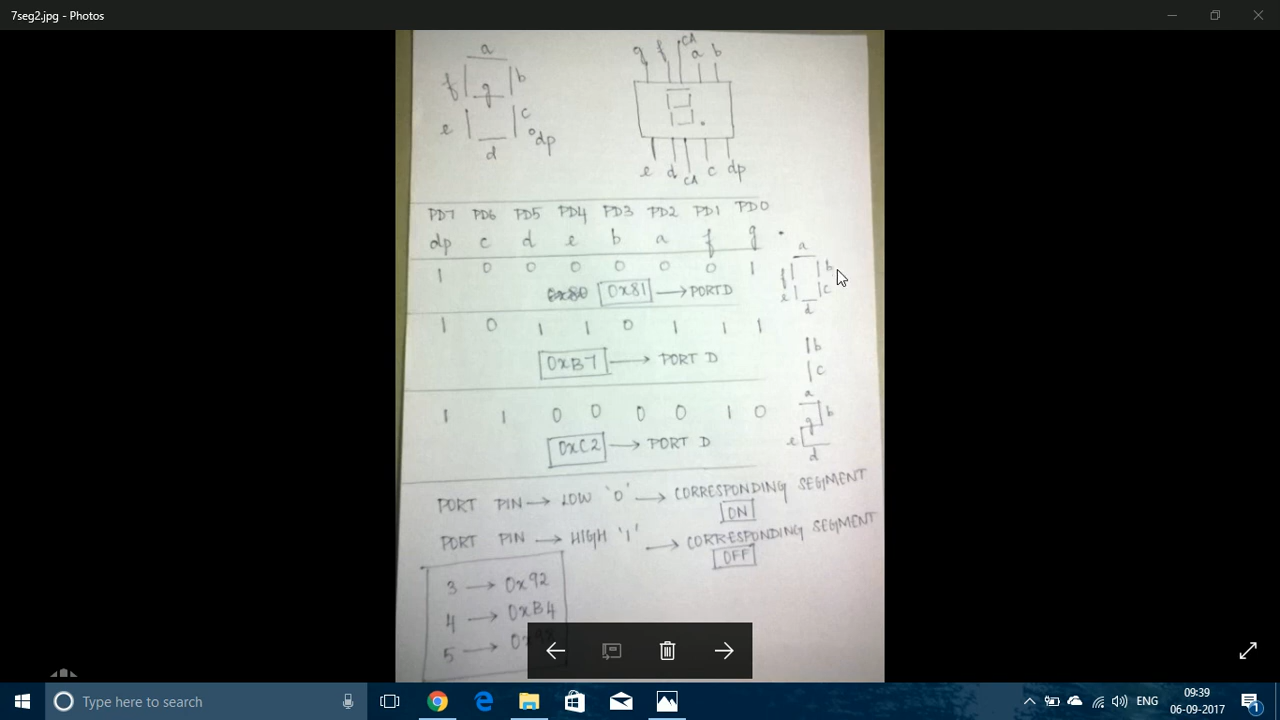 7seg2.jpg - Photos
a
f b
g
e c
dp
d
g f CA a b
e d CA c dp
PD7 PD6 PD5 PD4 PD3 PD2 PD1 PD0
dp c d e b a f g
1 0 0 0 0 0 0 1
0x81 → PORTD
a
f b
e c
d
1 0 1 1 0 1 1 1
0xB7 → PORT D
b
c
1 1 0 0 0 0 1 0
0xC2 → PORT D
a
b
g
e
d
PORT PIN → LOW '0' → CORRESPONDING SEGMENT
ON
PORT PIN → HIGH '1' → CORRESPONDING SEGMENT
OFF
3 → 0x92
4 → 0xB4
5 →
Type here to search
ENG
09:39
06-09-2017
1